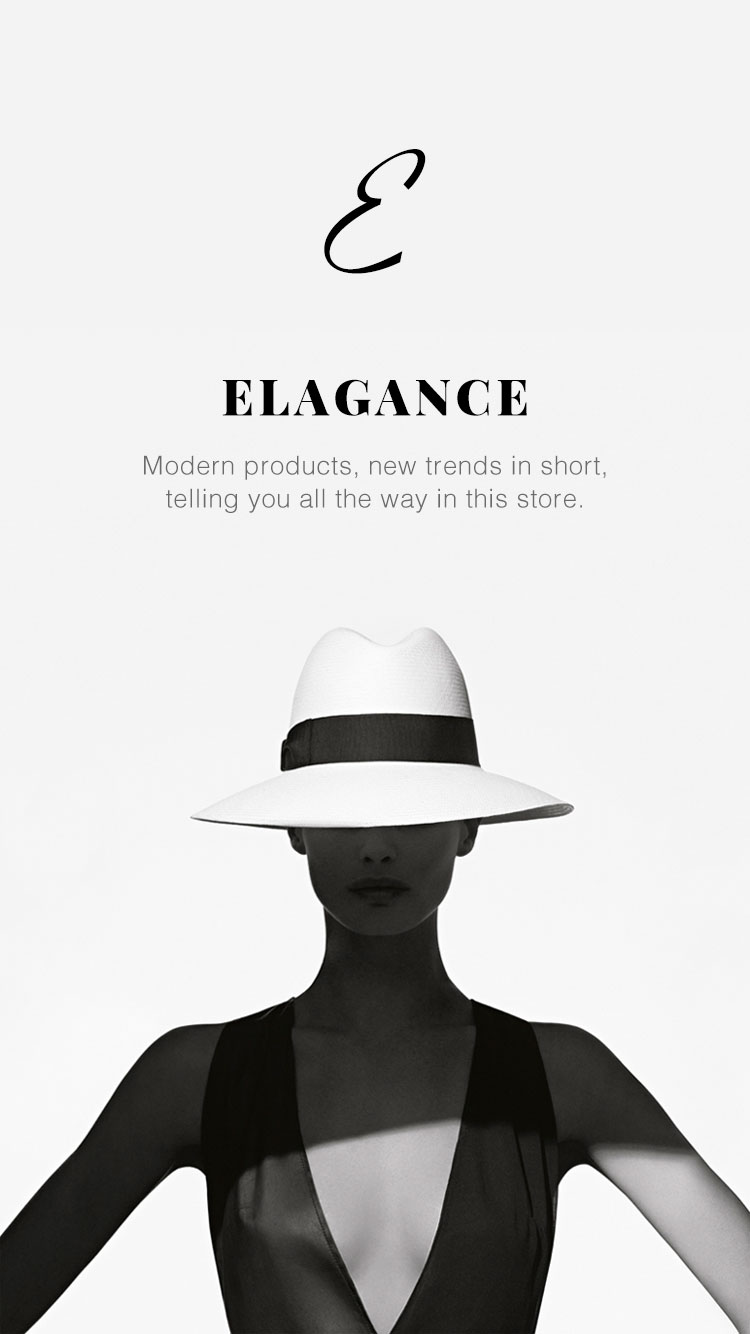 E
ELAGANCE
Modern products, new trends in short,
telling you all the way in this store.